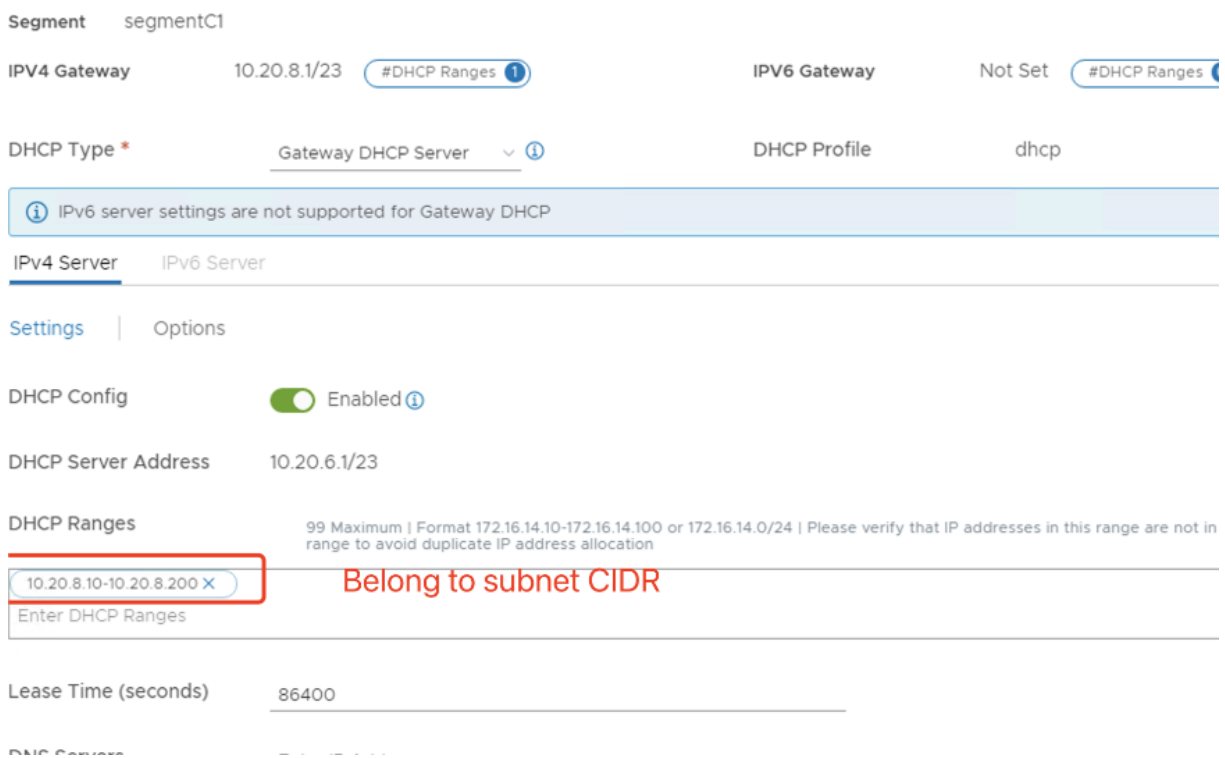 Segment segmentC1
IPV4 Gateway 10.20.8.1/23 #DHCP Ranges 1 IPV6 Gateway Not Set #DHCP Ranges
DHCP Type * Gateway DHCP Server DHCP Profile dhcp
IPv6 server settings are not supported for Gateway DHCP
IPv4 Server IPv6 Server
Settings | Options
DHCP Config Enabled
DHCP Server Address 10.20.6.1/23
DHCP Ranges 99 Maximum | Format 172.16.14.10-172.16.14.100 or 172.16.14.0/24 | Please verify that IP addresses in this range are not in
range to avoid duplicate IP address allocation
10.20.8.10-10.20.8.200 × Belong to subnet CIDR
Enter DHCP Ranges
Lease Time (seconds) 86400
DNS Servers